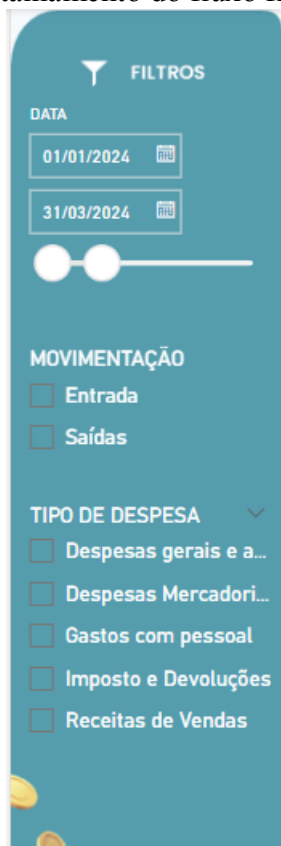 FILTROS
DATA
01/01/2024
31/03/2024
MOVIMENTAÇÃO
Entrada
Saídas
TIPO DE DESPESA
Despesas gerais e a...
Despesas Mercadori...
Gastos com pessoal
Imposto e Devoluções
Receitas de Vendas